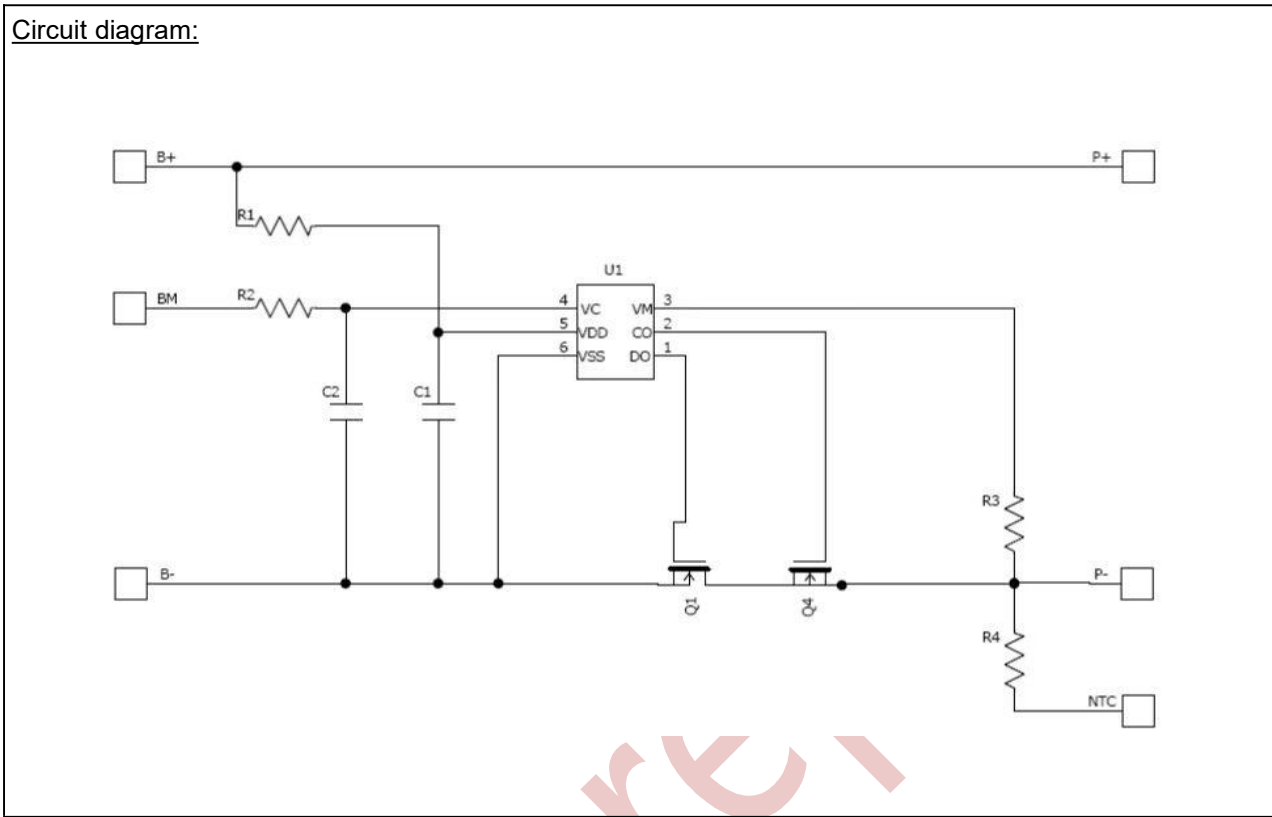 Circuit diagram:
B+
P+
R1
U1
BM
R2
4
VC
VM
3
5
VDD
CO
2
6
VSS
DO
1
C2
C1
R3
B-
P-
Q1
Q4
R4
NTC